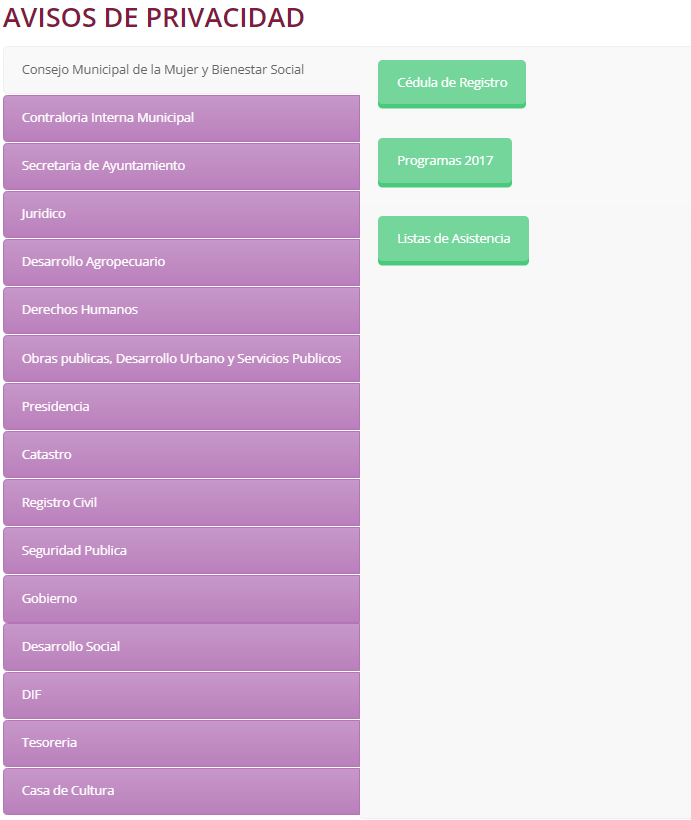 AVISOS DE PRIVACIDAD
Consejo Municipal de la Mujer y Bienestar Social
Contraloria Interna Municipal
Secretaria de Ayuntamiento
Juridico
Desarrollo Agropecuario
Derechos Humanos
Obras publicas, Desarrollo Urbano y Servicios Publicos
Presidencia
Catastro
Registro Civil
Seguridad Publica
Gobierno
Desarrollo Social
DIF
Tesoreria
Casa de Cultura
Cédula de Registro
Programas 2017
Listas de Asistencia